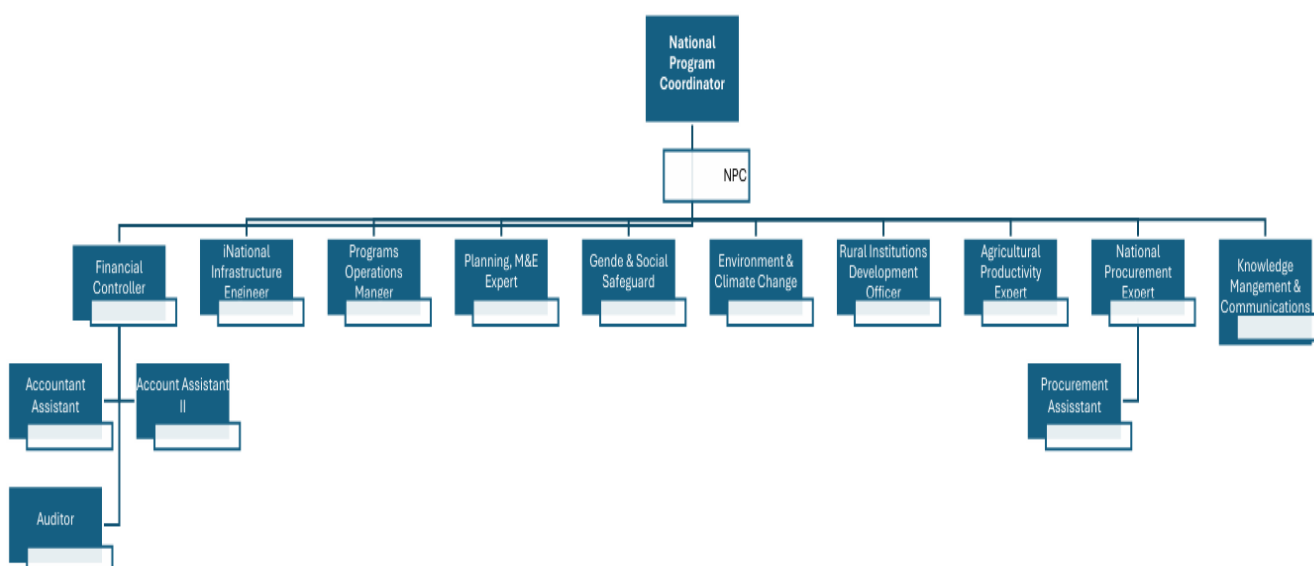 National
Program
Coordinator
NPC
Financial
Controller
iNational
Infrastructure
Engineer
Programs
Operations
Manger
Planning, M&E
Expert
Gende & Social
Safeguard
Environment &
Climate Change
Rural Institutions
Development
Officer
Agricultural
Productivity
Expert
National
Procurement
Expert
Knowledge
Mangement &
Communications
Accountant
Assistant
Account Assistant
II
Procurement
Assisstant
Auditor